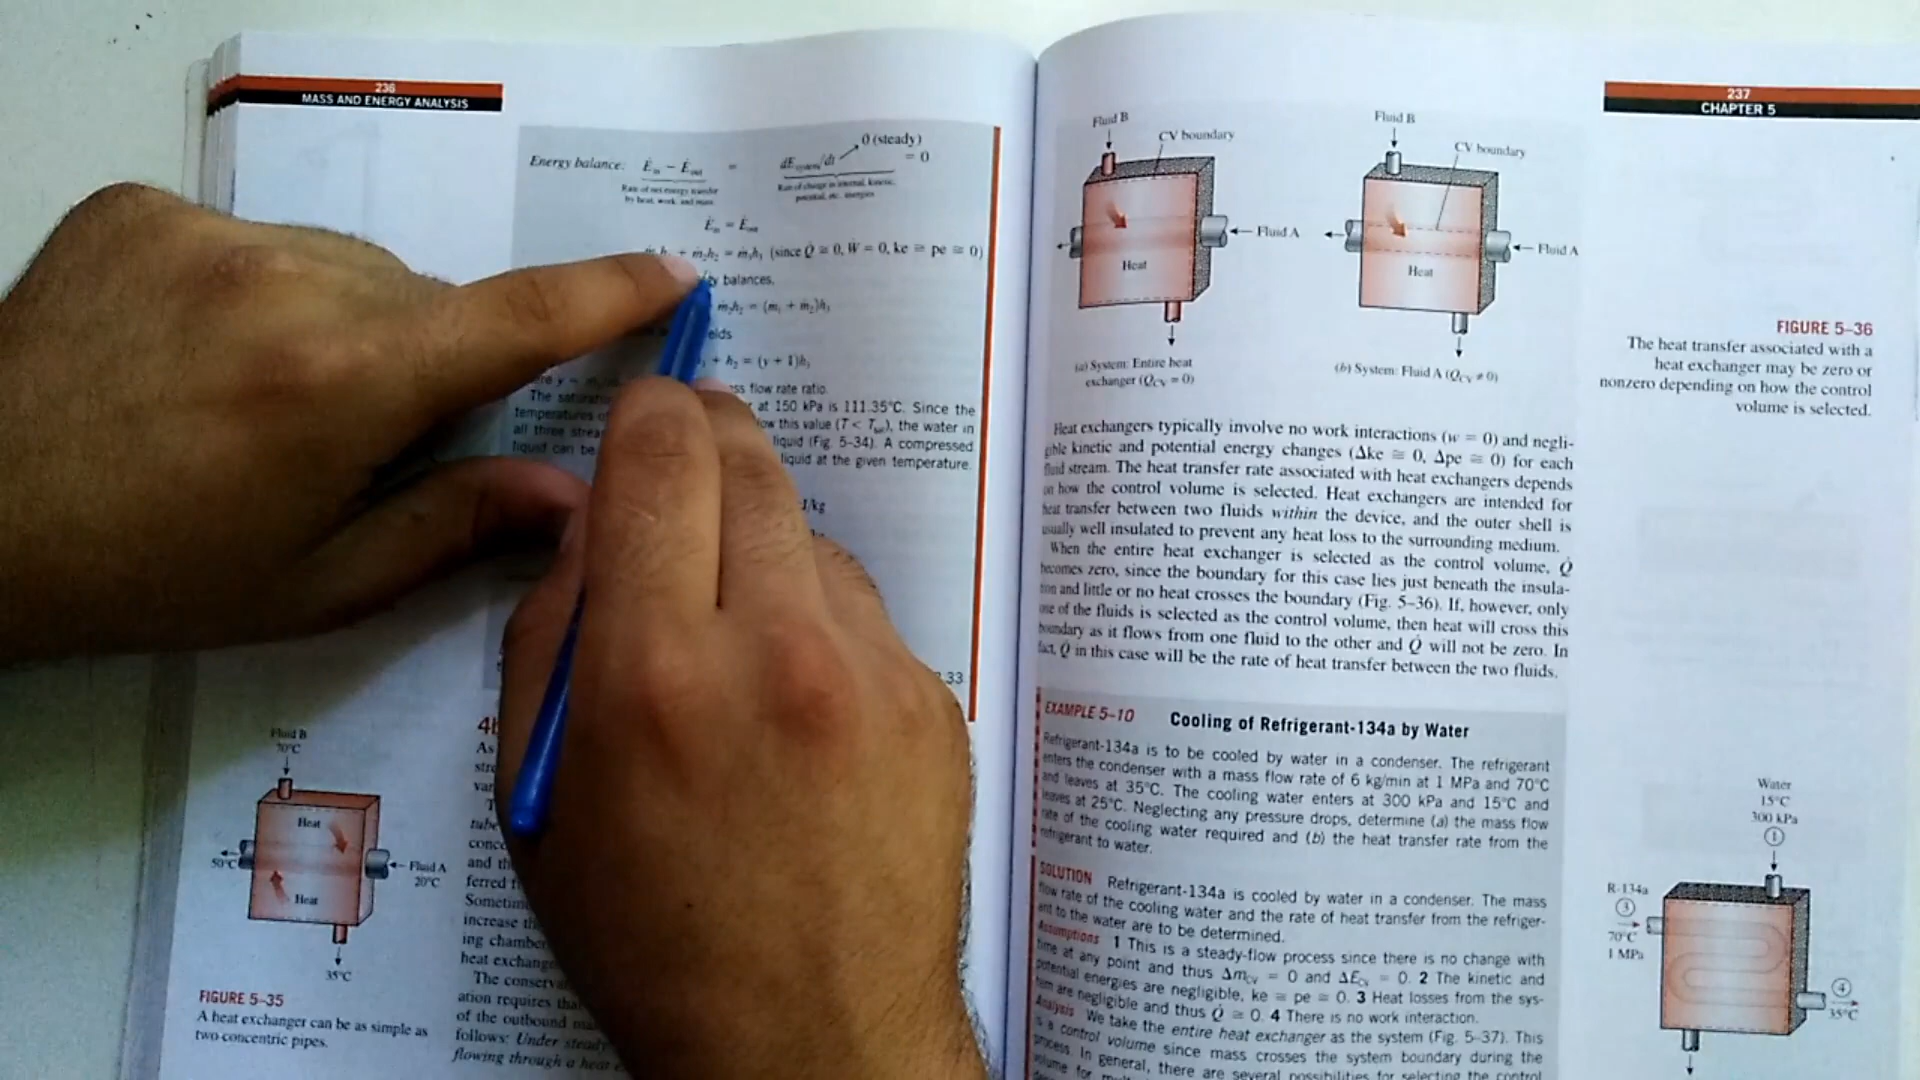 236
MASS AND ENERGY ANALYSIS
0 (steady)
Energy balance: Ėin − Ėout = dEsystem/dt = 0
Rate of net energy transfer
by heat, work, and mass
Rate of change in internal, kinetic,
potential, etc. energies
Ėin = Ėout
+ ṁ2h2 = ṁ3h3 (since Q̇ ≅ 0, Ẇ = 0, ke ≅ pe ≅ 0)
balances,
ṁ2h2 = (ṁ1 + ṁ2)h3
+ h2 = (y + 1)h3
flow rate ratio.
The at 150 kPa is 111.35°C. Since the
temperatures this value (T < Tsat), the water in
all three liquid (Fig. 5–34). A compressed
liquid can be liquid at the given temperature.
Fluid B
70°C
Heat
50°C
Fluid A
20°C
Heat
35°C
FIGURE 5–35
A heat exchanger can be as simple as
two concentric pipes.
As
and
heat
The
ation requires
of the outbound
follows: Under
flowing through a
237
CHAPTER 5
Fluid B
CV boundary
Fluid A
Heat
(a) System: Entire heat
exchanger (QCV = 0)
Fluid B
CV boundary
Fluid A
Heat
(b) System: Fluid A (QCV ≠ 0)
FIGURE 5–36
The heat transfer associated with a
heat exchanger may be zero or
nonzero depending on how the control
volume is selected.
Heat exchangers typically involve no work interactions (w = 0) and negli-
gible kinetic and potential energy changes (Δke ≅ 0, Δpe ≅ 0) for each
fluid stream. The heat transfer rate associated with heat exchangers depends
on how the control volume is selected. Heat exchangers are intended for
heat transfer between two fluids within the device, and the outer shell is
usually well insulated to prevent any heat loss to the surrounding medium.
When the entire heat exchanger is selected as the control volume, Q̇
becomes zero, since the boundary for this case lies just beneath the insula-
tion and little or no heat crosses the boundary (Fig. 5–36). If, however, only
one of the fluids is selected as the control volume, then heat will cross this
boundary as it flows from one fluid to the other and Q̇ will not be zero. In
fact, Q̇ in this case will be the rate of heat transfer between the two fluids.
EXAMPLE 5–10 Cooling of Refrigerant-134a by Water
Refrigerant-134a is to be cooled by water in a condenser. The refrigerant
enters the condenser with a mass flow rate of 6 kg/min at 1 MPa and 70°C
and leaves at 35°C. The cooling water enters at 300 kPa and 15°C and
leaves at 25°C. Neglecting any pressure drops, determine (a) the mass flow
rate of the cooling water required and (b) the heat transfer rate from the
refrigerant to water.
SOLUTION Refrigerant-134a is cooled by water in a condenser. The mass
flow rate of the cooling water and the rate of heat transfer from the refriger-
ant to the water are to be determined.
Assumptions 1 This is a steady-flow process since there is no change with
time at any point and thus ΔmCV = 0 and ΔECV = 0. 2 The kinetic and
potential energies are negligible, ke ≅ pe ≅ 0. 3 Heat losses from the sys-
tem are negligible and thus Q̇ ≅ 0. 4 There is no work interaction.
Analysis We take the entire heat exchanger as the system (Fig. 5–37). This
is a control volume since mass crosses the system boundary during the
process. In general, there are several possibilities for selecting the control
Water
15°C
300 kPa
1
R-134a
3
70°C
1 MPa
4
35°C